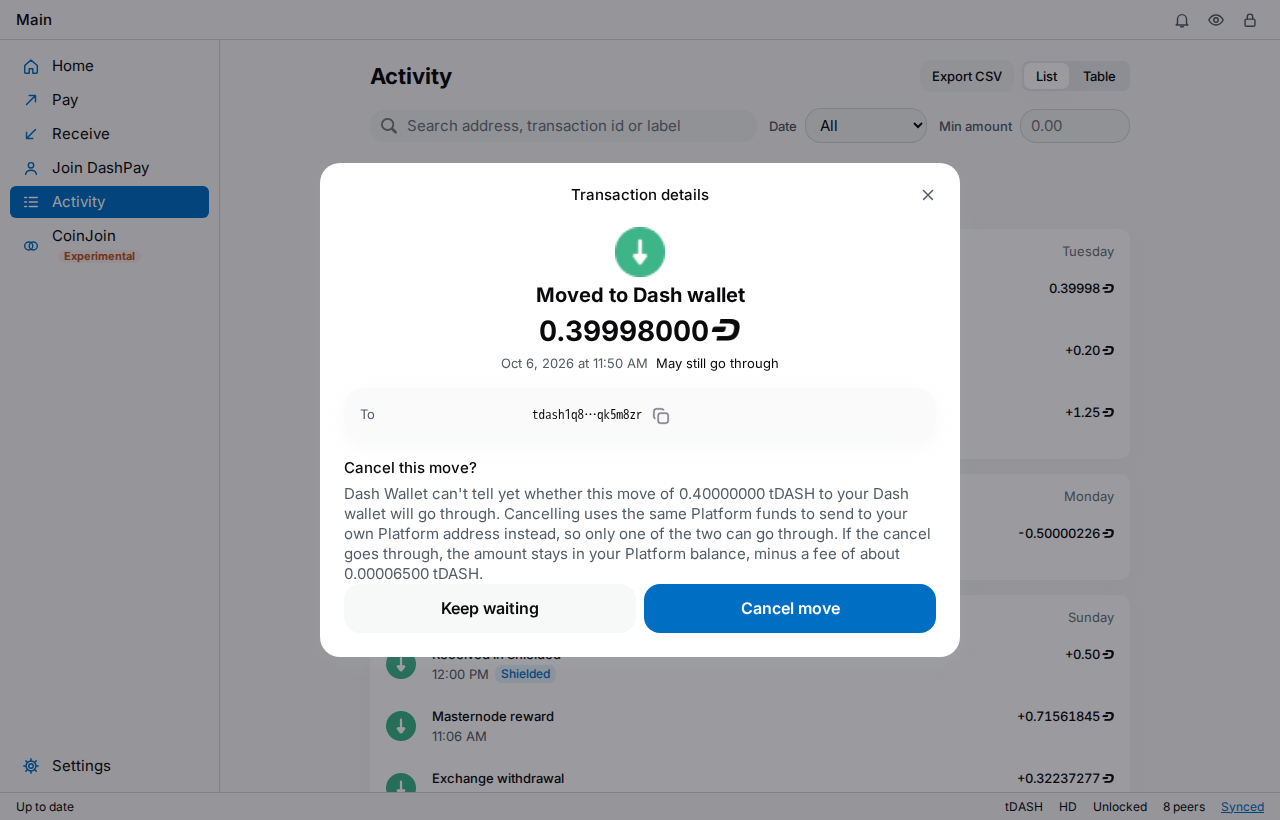 Main
Home
Pay
Receive
Join DashPay
Activity
CoinJoin
Experimental
Settings
Activity
Export CSV
List
Table
Search address, transaction id or label
Date
All
Min amount
0.00
Transaction details
Moved to Dash wallet
0.39998000
Oct 6, 2026 at 11:50 AM May still go through
To
tdash1q8⋯qk5m8zr
Cancel this move?
Dash Wallet can't tell yet whether this move of 0.40000000 tDASH to your Dash
wallet will go through. Cancelling uses the same Platform funds to send to your
own Platform address instead, so only one of the two can go through. If the cancel
goes through, the amount stays in your Platform balance, minus a fee of about
0.00006500 tDASH.
Keep waiting
Cancel move
Tuesday
0.39998
+0.20
+1.25
Monday
-0.50000226
Sunday
Received in Shielded
+0.50
12:00 PM
Shielded
Masternode reward
+0.71561845
11:06 AM
Exchange withdrawal
+0.32237277
Up to date
tDASH
HD
Unlocked
8 peers
Synced